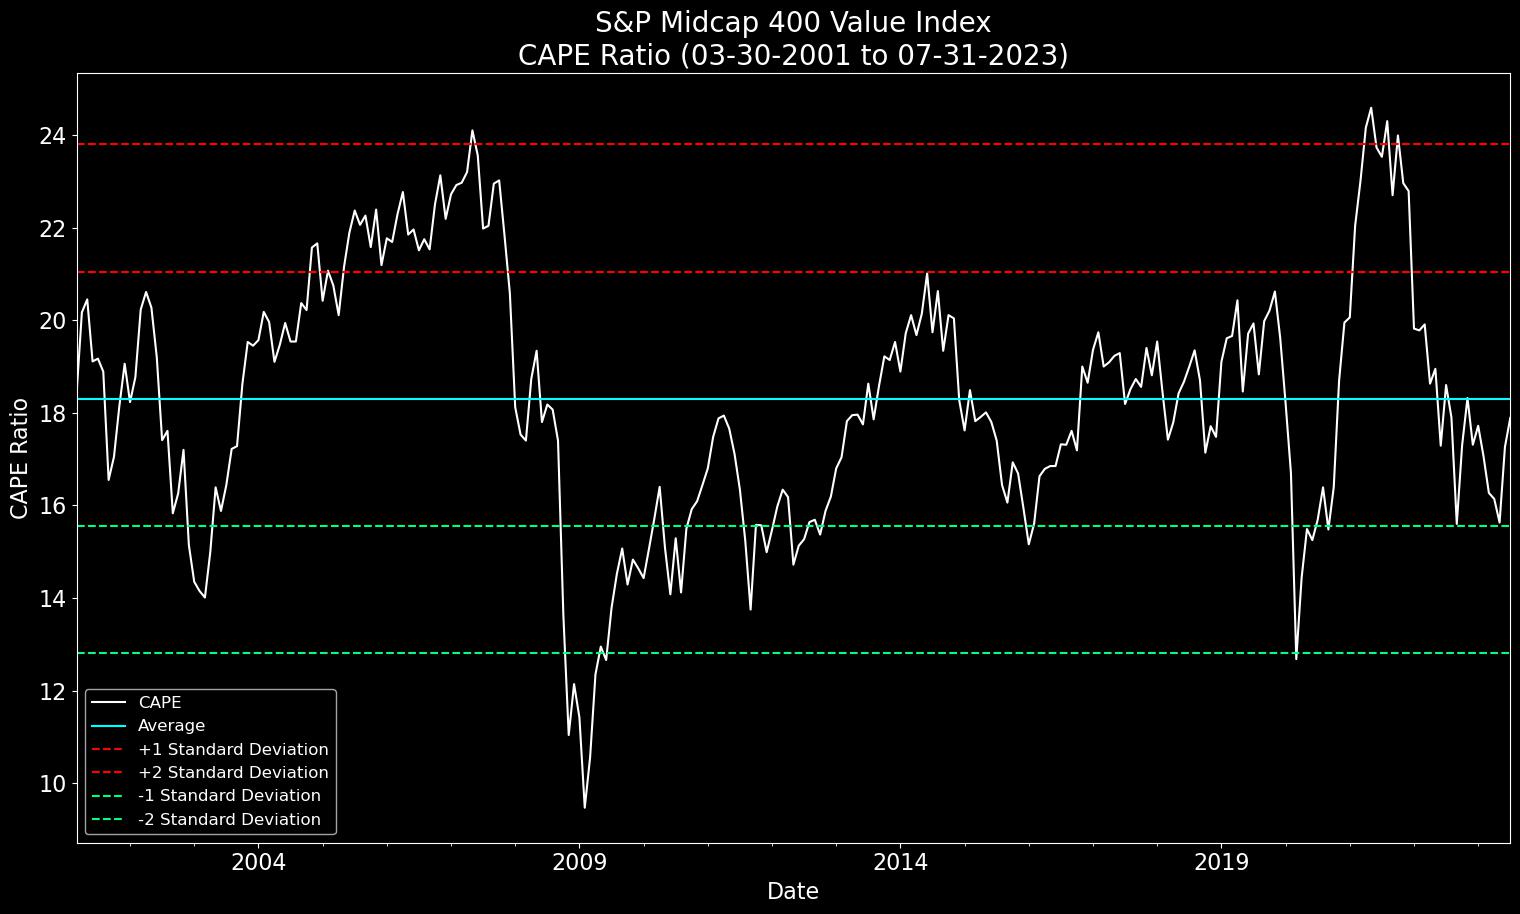 S&P Midcap 400 Value Index
CAPE Ratio (03-30-2001 to 07-31-2023)
CAPE Ratio
24
22
20
18
16
14
12
10
CAPE
Average
+1 Standard Deviation
+2 Standard Deviation
-1 Standard Deviation
-2 Standard Deviation
2004
2009
2014
2019
Date